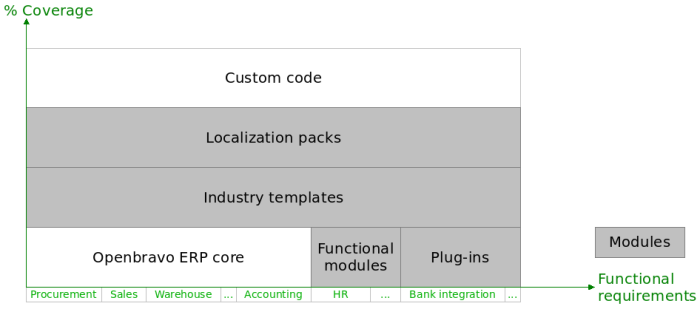 % Coverage
Custom code
Localization packs
Industry templates
Openbravo ERP core
Functional
modules
Plug-ins
Modules
Procurement
Sales
Warehouse
...
Accounting
HR
...
Bank integration
...
Functional
requirements